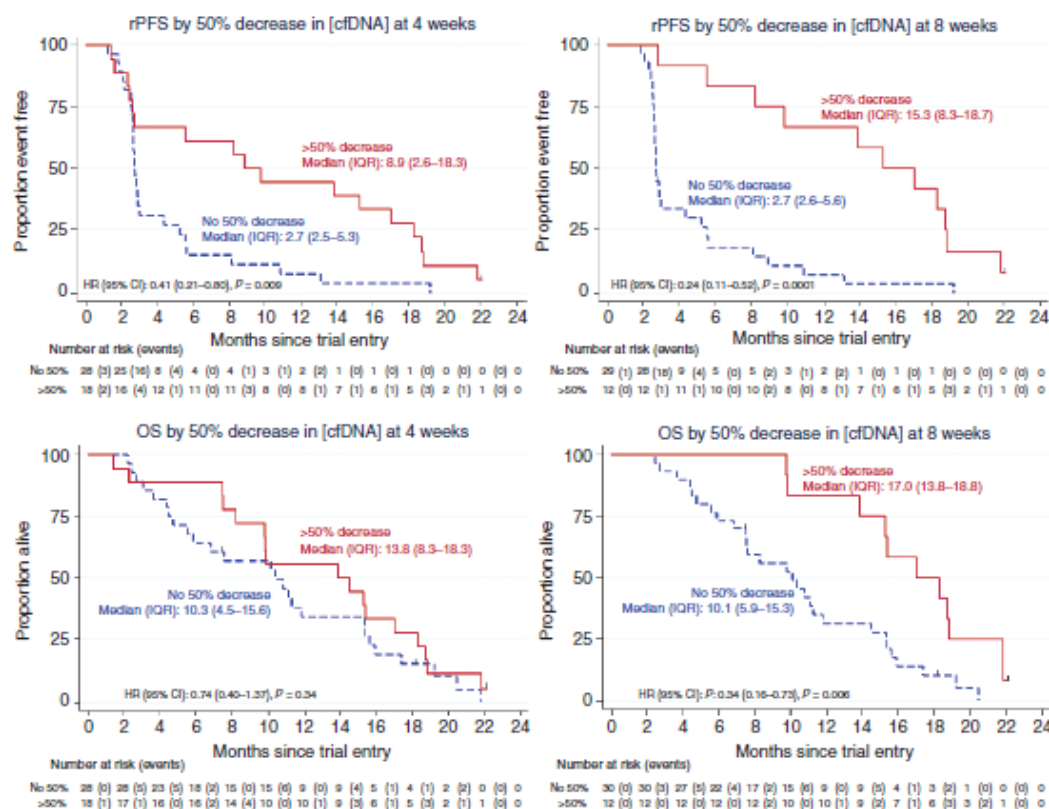 rPFS by 50% decrease in [cfDNA] at 4 weeks
Proportion event free
100
75
50
25
0
>50% decrease
Median (IQR): 8.9 (2.6–18.3)
No 50% decrease
Median (IQR): 2.7 (2.5–5.3)
HR (95% CI): 0.41 (0.21–0.80), P = 0.009
0 2 4 6 8 10 12 14 16 18 20 22 24
Months since trial entry
Number at risk (events)
No 50% 28 (3) 25 (16) 8 (4) 4 (0) 4 (1) 3 (1) 2 (2) 1 (0) 1 (0) 1 (1) 0 (0) 0 (0) 0
>50% 18 (2) 16 (4) 12 (1) 11 (0) 11 (3) 8 (0) 8 (1) 7 (1) 6 (1) 5 (3) 2 (1) 1 (0) 0
rPFS by 50% decrease in [cfDNA] at 8 weeks
Proportion event free
100
75
50
25
0
>50% decrease
Median (IQR): 15.3 (8.3–18.7)
No 50% decrease
Median (IQR): 2.7 (2.6–5.6)
HR (95% CI): 0.24 (0.11–0.52), P = 0.0001
0 2 4 6 8 10 12 14 16 18 20 22 24
Months since trial entry
Number at risk (events)
No 50% 29 (1) 28 (18) 9 (4) 5 (0) 5 (2) 3 (1) 2 (2) 1 (0) 1 (0) 1 (1) 0 (0) 0 (0) 0
>50% 12 (0) 12 (1) 11 (1) 10 (0) 10 (2) 8 (0) 8 (1) 7 (1) 6 (1) 5 (3) 2 (1) 1 (0) 0
OS by 50% decrease in [cfDNA] at 4 weeks
Proportion alive
100
75
50
25
0
>50% decrease
Median (IQR): 13.8 (8.3–18.3)
No 50% decrease
Median (IQR): 10.3 (4.5–15.6)
HR (95% CI): 0.74 (0.40–1.37), P = 0.34
0 2 4 6 8 10 12 14 16 18 20 22 24
Months since trial entry
Number at risk (events)
No 50% 28 (0) 28 (5) 23 (5) 18 (2) 15 (0) 15 (6) 9 (0) 9 (4) 5 (1) 4 (1) 2 (2) 0 (0) 0
>50% 18 (1) 17 (1) 16 (0) 16 (2) 14 (4) 10 (0) 10 (1) 9 (3) 6 (1) 5 (3) 2 (1) 1 (0) 0
OS by 50% decrease in [cfDNA] at 8 weeks
Proportion alive
100
75
50
25
0
>50% decrease
Median (IQR): 17.0 (13.8–18.8)
No 50% decrease
Median (IQR): 10.1 (5.9–15.3)
HR (95% CI): P: 0.34 (0.16–0.73), P = 0.006
0 2 4 6 8 10 12 14 16 18 20 22 24
Months since trial entry
Number at risk (events)
No 50% 30 (0) 30 (3) 27 (5) 22 (4) 17 (2) 15 (6) 9 (0) 9 (5) 4 (1) 3 (1) 1 (1) 0 (0) 0
>50% 12 (0) 12 (0) 12 (0) 12 (0) 12 (2) 10 (0) 10 (1) 9 (2) 7 (1) 6 (3) 3 (2) 1 (0) 0